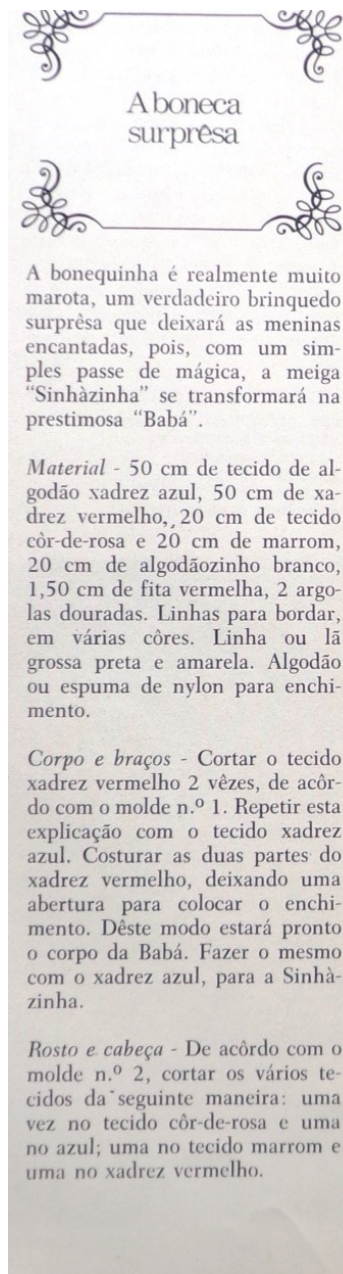 A boneca
surprêsa
A bonequinha é realmente muito
marota, um verdadeiro brinquedo
surprêsa que deixará as meninas
encantadas, pois, com um sim-
ples passe de mágica, a meiga
“Sinhàzinha” se transformará na
prestimosa “Babá”.
Material - 50 cm de tecido de al-
godão xadrez azul, 50 cm de xa-
drez vermelho, 20 cm de tecido
côr-de-rosa e 20 cm de marrom,
20 cm de algodãozinho branco,
1,50 cm de fita vermelha, 2 argo-
las douradas. Linhas para bordar,
em várias côres. Linha ou lã
grossa preta e amarela. Algodão
ou espuma de nylon para enchi-
mento.
Corpo e braços - Cortar o tecido
xadrez vermelho 2 vêzes, de acôr-
do com o molde n.º 1. Repetir esta
explicação com o tecido xadrez
azul. Costurar as duas partes do
xadrez vermelho, deixando uma
abertura para colocar o enchi-
mento. Dêste modo estará pronto
o corpo da Babá. Fazer o mesmo
com o xadrez azul, para a Sinhà-
zinha.
Rosto e cabeça - De acôrdo com o
molde n.º 2, cortar os vários te-
cidos da seguinte maneira: uma
vez no tecido côr-de-rosa e uma
no azul; uma no tecido marrom e
uma no xadrez vermelho.